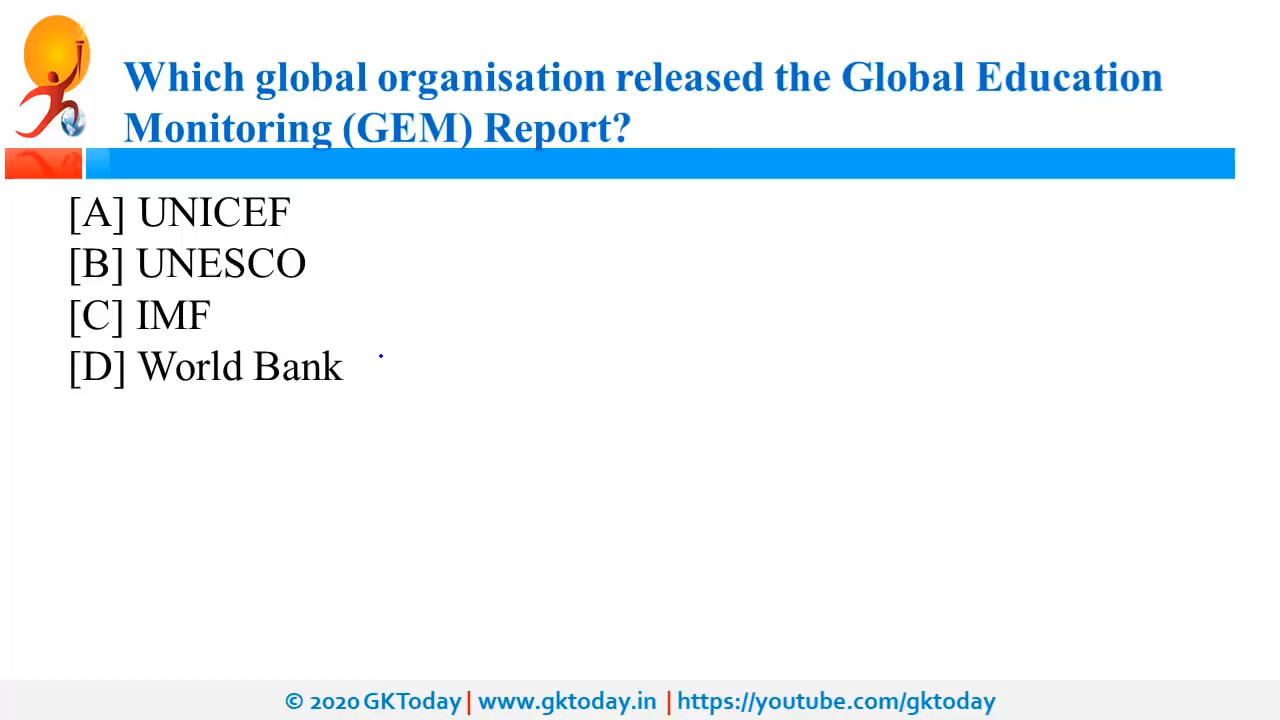 Which global organisation released the Global Education
Monitoring (GEM) Report?
[A] UNICEF
[B] UNESCO
[C] IMF
[D] World Bank
© 2020 GKToday | www.gktoday.in | https://youtube.com/gktoday